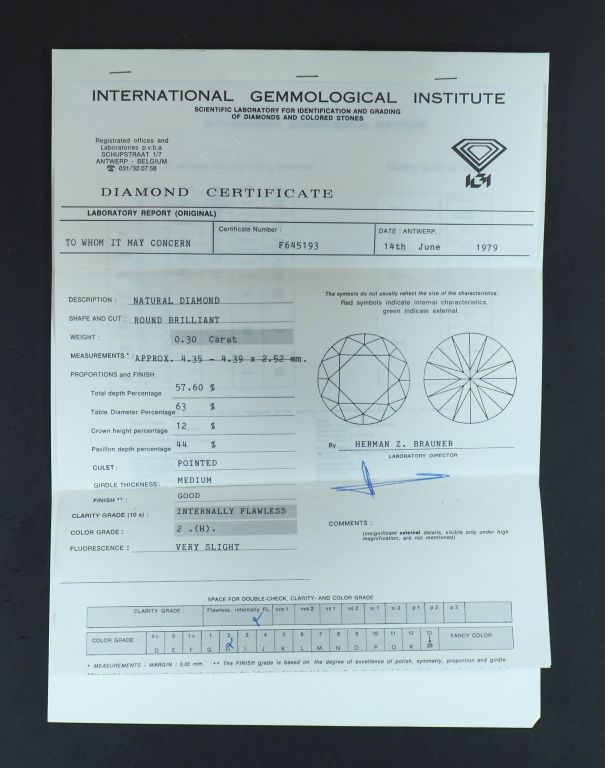 INTERNATIONAL GEMMOLOGICAL INSTITUTE
SCIENTIFIC LABORATORY FOR IDENTIFICATION AND GRADING
OF DIAMONDS AND COLORED STONES
Registred offices and
Laboratories p.v.b.a.
SCHUPSTRAAT 1/7
ANTWERP - BELGIUM
☎ 031/32.07.58
IGI
DIAMOND CERTIFICATE
LABORATORY REPORT (ORIGINAL)
TO WHOM IT MAY CONCERN
Certificate Number :
F645193
DATE : ANTWERP.
14th June 1979
DESCRIPTION : NATURAL DIAMOND
SHAPE AND CUT : ROUND BRILLIANT
WEIGHT : 0.30 Carat
MEASUREMENTS * : APPROX. 4.35 - 4.39 x 2.52 mm.
PROPORTIONS and FINISH
Total depth Percentage 57.60 %
Table Diameter Percentage 63 %
Crown height percentage 12 %
Pavilion depth percentage 44 %
CULET : POINTED
GIRDLE THICKNESS: MEDIUM
FINISH ** : GOOD
CLARITY GRADE (10 x) : INTERNALLY FLAWLESS
COLOR GRADE : 2 .(H).
FLUORESCENCE : VERY SLIGHT
The symbols do not usually reflect the size of the characteristics.
Red symbols indicate internal characteristics,
green indicate external.
By HERMAN Z. BRAUNER
LABORATORY DIRECTOR
COMMENTS :
(insignificant external details, visible only under high
magnification, are not mentioned)
SPACE FOR DOUBLE-CHECK, CLARITY- AND COLOR GRADE
CLARITY GRADE Flawless, internally FL. vvs 1 vvs 2 vs 1 vs 2 si 1 si 2 p 1 p 2 p 3
COLOR GRADE : 0+ 0 1+ 1 2 3 4 5 6 7 8 9 10 11 12 13 20 FANCY COLOR
D E F G H I J K L M N O P Q R
* MEASUREMENTS - MARGIN : 0,02 mm. ** The FINISH grade is based on the degree of excellence of polish, symmetry, proportion and girdle.